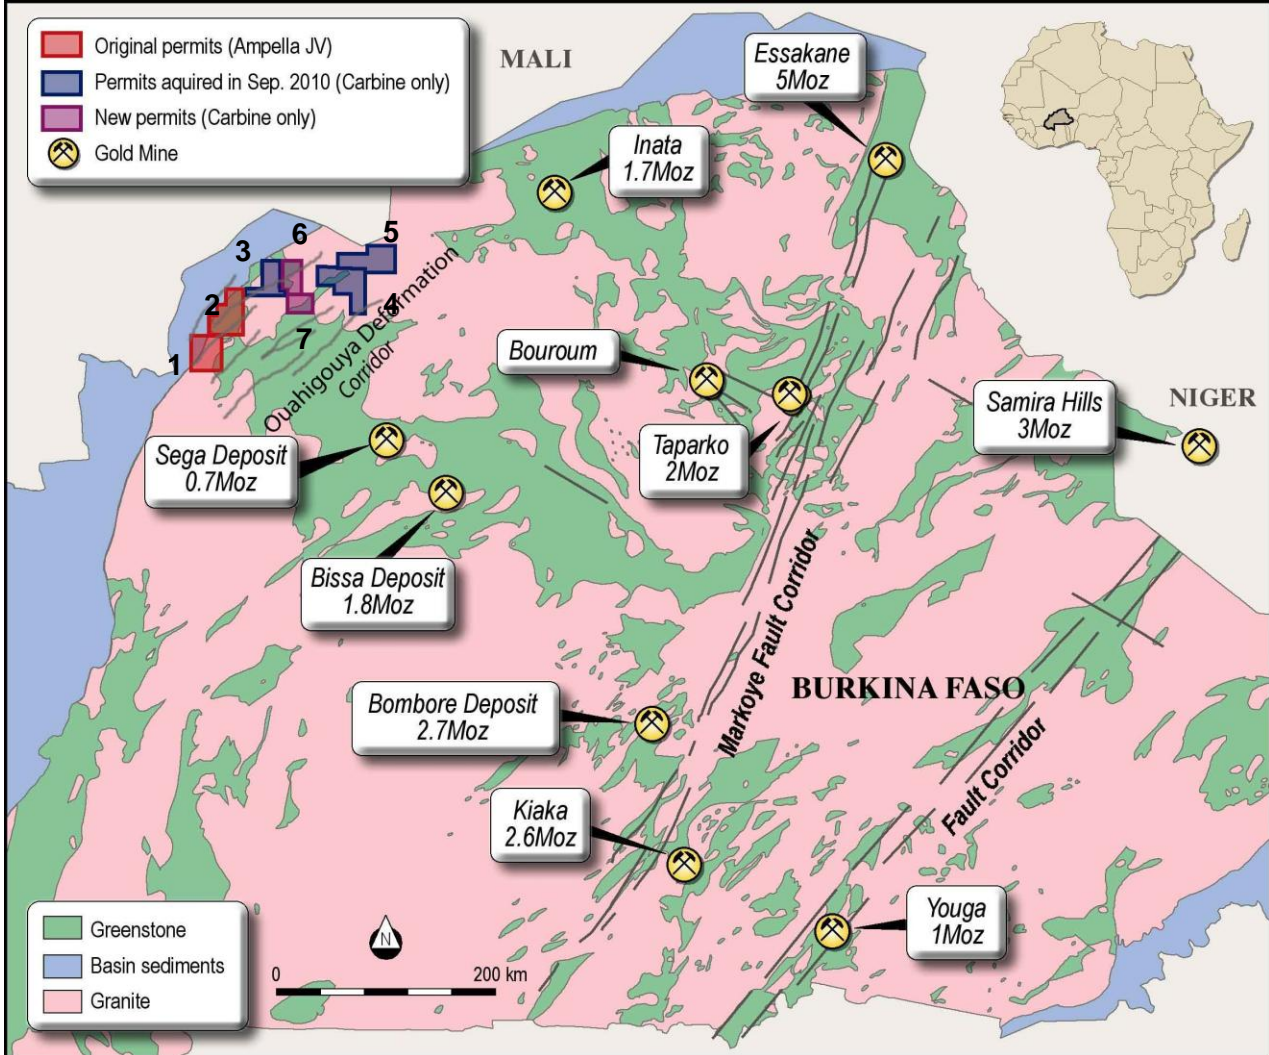 Original permits (Ampella JV)
Permits aquired in Sep. 2010 (Carbine only)
New permits (Carbine only)
Gold Mine
MALI
Essakane
5Moz
Inata
1.7Moz
3
6
5
2
4
1
7
Ouahigouya Deformation
Corridor
Bouroum
Samira Hills
3Moz
NIGER
Sega Deposit
0.7Moz
Taparko
2Moz
Bissa Deposit
1.8Moz
Markoye Fault Corridor
BURKINA FASO
Bombore Deposit
2.7Moz
Fault Corridor
Kiaka
2.6Moz
Youga
1Moz
Greenstone
Basin sediments
Granite
N
0 200 km